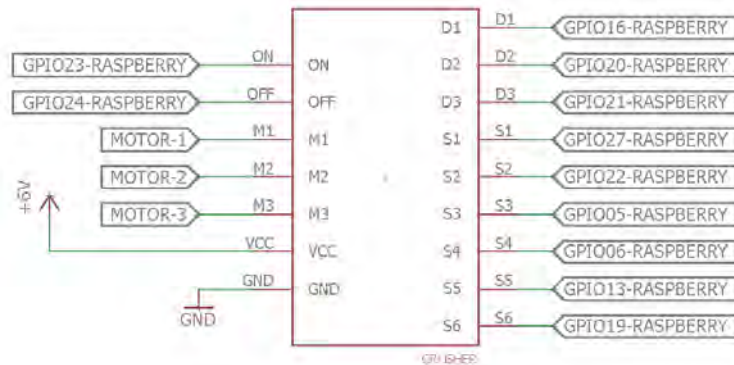 D1 D1 GPIO16-RASPBERRY
GPIO23-RASPBERRY ON ON D2 D2 GPIO20-RASPBERRY
GPIO24-RASPBERRY OFF OFF D3 D3 GPIO21-RASPBERRY
MOTOR-1 M1 M1 S1 S1 GPIO27-RASPBERRY
MOTOR-2 M2 M2 S2 S2 GPIO22-RASPBERRY
+6V
MOTOR-3 M3 M3 S3 S3 GPIO05-RASPBERRY
VCC VCC S4 S4 GPIO06-RASPBERRY
GND GND S5 S5 GPIO13-RASPBERRY
GND
S6 S6 GPIO19-RASPBERRY
CRUSHER